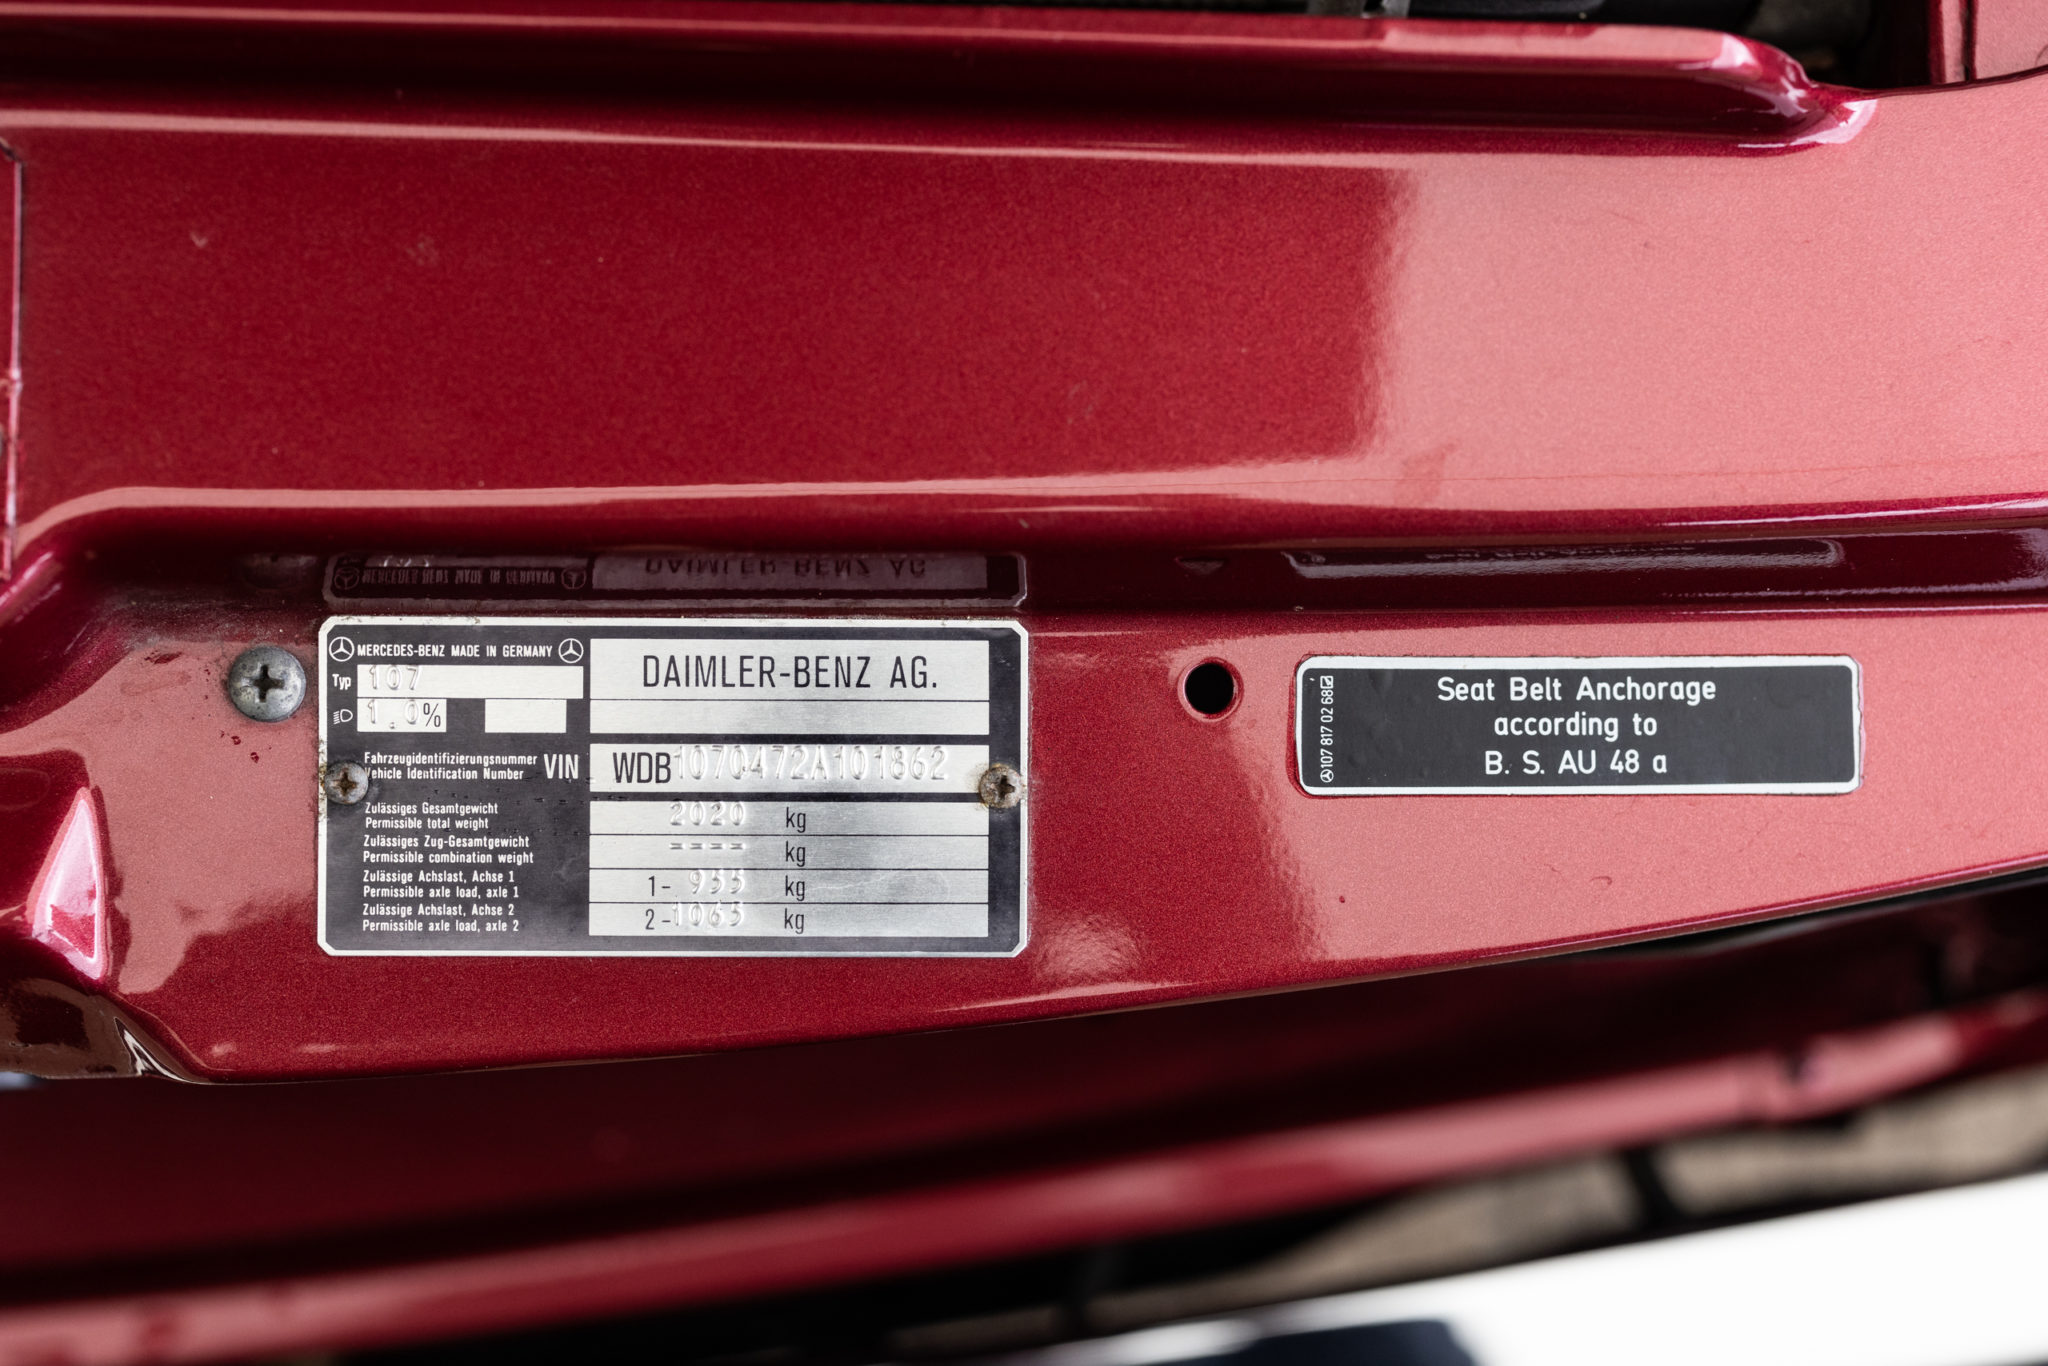 MERCEDES-BENZ MADE IN GERMANY
Typ 107
1.0%
DAIMLER-BENZ AG.
Fahrzeugidentifizierungsnummer
Vehicle Identification Number VIN
WDB1070472A101862
Zulässiges Gesamtgewicht
Permissible total weight
2020 kg
Zulässiges Zug-Gesamtgewicht
Permissible combination weight
---- kg
Zulässige Achslast, Achse 1
Permissible axle load, axle 1
1- 955 kg
Zulässige Achslast, Achse 2
Permissible axle load, axle 2
2-1065 kg
107 817 02 68
Seat Belt Anchorage
according to
B. S. AU 48 a